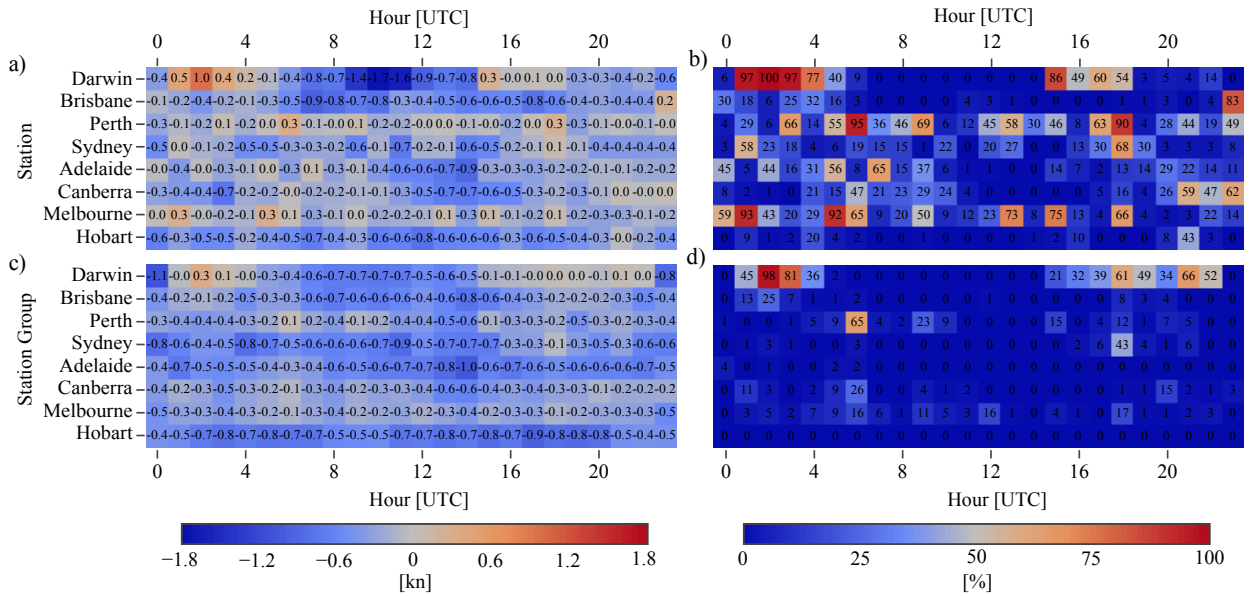 Hour [UTC]
Hour [UTC]
0 4 8 12 16 20
0 4 8 12 16 20
a)
b)
Station
Darwin -0.4 0.5 1.0 0.4 0.2 -0.1 -0.4 -0.8 -0.7 -1.4 -1.7 -1.6 -0.9 -0.7 -0.8 0.3 -0.0 0.1 0.0 -0.3 -0.3 -0.4 -0.2 -0.6 6 97 100 97 77 40 9 0 0 0 0 0 0 0 0 86 49 60 54 3 5 4 14 0
Brisbane -0.1 -0.2 -0.4 -0.2 -0.1 -0.3 -0.5 -0.9 -0.8 -0.7 -0.8 -0.3 -0.4 -0.5 -0.6 -0.6 -0.5 -0.8 -0.6 -0.4 -0.3 -0.4 -0.4 0.2 30 18 6 25 32 16 3 0 0 0 0 4 3 1 0 0 0 0 1 1 3 0 4 83
Perth -0.3 -0.1 -0.2 0.1 -0.2 0.0 0.3 -0.1 -0.0 0.1 -0.1 -0.2 -0.0 0.0 -0.1 -0.0 -0.2 0.0 0.3 -0.2 -0.1 -0.0 -0.1 -0.0 4 29 6 66 14 55 95 36 46 69 6 12 45 58 30 46 8 63 90 4 28 44 19 49
Sydney -0.5 0.0 -0.1 -0.2 -0.5 -0.3 -0.1 -0.2 -0.2 -0.3 -0.1 -0.3 -0.2 -0.1 -0.5 -0.6 -0.2 -0.1 0.1 -0.1 -0.4 -0.4 -0.4 -0.4 1 58 23 18 4 6 19 15 15 1 22 0 20 27 0 0 13 30 68 30 3 3 3 8
Adelaide 0.0 -0.4 -0.0 -0.3 -0.2 0.0 -0.3 0.1 -0.2 -0.1 -0.4 -0.3 -0.6 -0.7 -0.9 -0.3 -0.4 -0.3 -0.2 -0.2 -0.1 -0.1 -0.2 -0.2 45 5 44 16 31 56 8 65 15 37 6 1 0 0 0 14 7 2 13 14 29 22 14 11
Canberra -0.3 -0.4 -0.4 -0.8 -0.2 -0.2 -0.0 -0.2 -0.2 -0.1 -0.1 -0.3 -0.5 -0.7 -0.7 -0.6 -0.6 -0.5 -0.3 -0.2 -0.1 0.0 -0.0 0.0 8 2 1 0 21 15 47 21 23 29 24 4 1 0 0 0 0 5 16 4 26 59 47 62
Melbourne 0.0 0.3 -0.0 -0.2 -0.1 0.3 0.1 -0.3 -0.1 0.0 -0.2 -0.1 -0.1 0.1 -0.3 0.1 -0.1 -0.2 0.1 -0.2 -0.3 -0.2 -0.1 -0.1 59 93 43 20 29 92 65 9 20 50 9 12 23 73 8 75 13 4 66 4 2 3 22 14
Hobart -0.6 -0.3 -0.5 -0.5 -0.2 -0.4 -0.5 -0.7 -0.4 -0.3 -0.6 -0.6 -0.8 -0.6 -0.6 -0.6 -0.4 -0.3 -0.5 -0.5 -0.3 -0.0 -0.2 -0.4 0 9 1 2 20 4 2 0 2 6 0 0 0 0 1 2 10 0 0 0 8 43 3 0
c)
d)
Station Group
Darwin -1.1 -0.0 0.3 0.1 -0.0 -0.3 -0.4 -0.6 -0.7 -0.7 -0.7 -0.7 -0.6 -0.5 -0.5 -0.1 -0.1 -0.0 0.0 0.0 -0.0 0.1 0.0 -0.8 0 45 98 81 36 2 0 0 0 0 0 0 0 0 0 21 32 39 61 49 34 66 52 0
Brisbane -0.4 -0.2 -0.1 -0.2 -0.5 -0.3 -0.3 -0.6 -0.7 -0.6 -0.6 -0.6 -0.4 -0.6 -0.8 -0.6 -0.4 -0.3 -0.2 -0.2 -0.2 -0.3 -0.5 -0.4 0 13 25 7 1 1 2 0 0 0 0 0 1 0 0 0 0 0 8 3 4 0 0 0
Perth -0.3 -0.4 -0.4 -0.4 -0.3 -0.2 0.1 -0.2 -0.4 -0.1 -0.2 -0.4 -0.4 -0.5 -0.6 -0.1 -0.3 -0.2 -0.2 -0.5 -0.2 -0.2 -0.3 -0.4 1 0 0 1 5 9 65 4 2 23 9 0 0 0 0 15 0 4 12 1 7 5 0 0
Sydney -0.8 -0.6 -0.4 -0.5 -0.8 -0.7 -0.5 -0.6 -0.6 -0.6 -0.7 -0.9 -0.5 -0.7 -0.6 -0.7 -0.3 -0.3 0.1 -0.5 -0.3 -0.5 -0.6 -0.6 0 1 3 1 0 0 3 0 0 0 0 0 0 0 0 0 2 6 43 1 6 0 0 0
Adelaide -0.4 -0.7 -0.5 -0.5 -0.5 -0.4 -0.3 -0.4 -0.6 -0.5 -0.6 -0.7 -0.7 -0.8 -1.0 -0.6 -0.7 -0.5 -0.6 -0.6 -0.6 -0.7 -0.5 4 0 1 0 0 2 2 0 0 0 0 0 0 0 0 0 0 0 0 0 0 0 0 0
Canberra -0.4 -0.2 -0.3 -0.5 -0.4 -0.3 -0.1 -0.3 -0.4 -0.2 -0.3 -0.4 -0.3 -0.6 -0.6 -0.4 -0.3 -0.4 -0.3 -0.3 -0.1 -0.2 -0.2 -0.2 0 11 3 0 2 9 26 0 4 1 2 0 0 0 0 0 0 0 0 0 15 2 1 3
Melbourne -0.5 -0.3 -0.3 -0.4 -0.3 -0.2 -0.1 -0.3 -0.4 -0.2 -0.2 -0.3 -0.2 -0.3 -0.4 -0.2 -0.3 -0.3 -0.1 -0.2 -0.3 -0.3 -0.3 -0.5 0 3 5 2 7 9 16 6 1 11 5 3 16 1 0 4 1 0 17 1 1 2 3 0
Hobart -0.4 -0.5 -0.7 -0.8 -0.7 -0.8 -0.7 -0.7 -0.5 -0.5 -0.5 -0.7 -0.7 -0.8 -0.7 -0.6 -0.7 -0.9 -0.8 -0.8 -0.8 -0.5 -0.4 -0.5 0 0 0 0 0 0 0 0 0 0 0 0 0 0 0 0 0 0 0 0 0 0 0 0
0 4 8 12 16 20
0 4 8 12 16 20
Hour [UTC]
Hour [UTC]
−1.8 −1.2 −0.6 0 0.6 1.2 1.8
0 25 50 75 100
[kn]
[%]